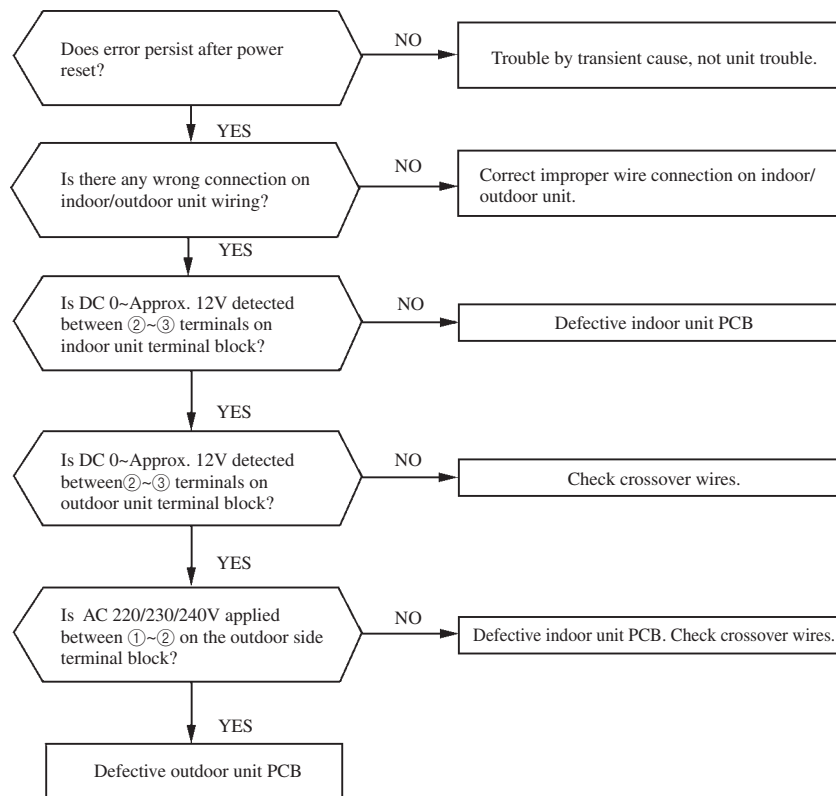 Does error persist after power
reset?
NO
Trouble by transient cause, not unit trouble.
YES
Is there any wrong connection on
indoor/outdoor unit wiring?
NO
Correct improper wire connection on indoor/
outdoor unit.
YES
Is DC 0~Approx. 12V detected
between ②~③ terminals on
indoor unit terminal block?
NO
Defective indoor unit PCB
YES
Is DC 0~Approx. 12V detected
between②~③ terminals on
outdoor unit terminal block?
NO
Check crossover wires.
YES
Is AC 220/230/240V applied
between ①~② on the outdoor side
terminal block?
NO
Defective indoor unit PCB. Check crossover wires.
YES
Defective outdoor unit PCB